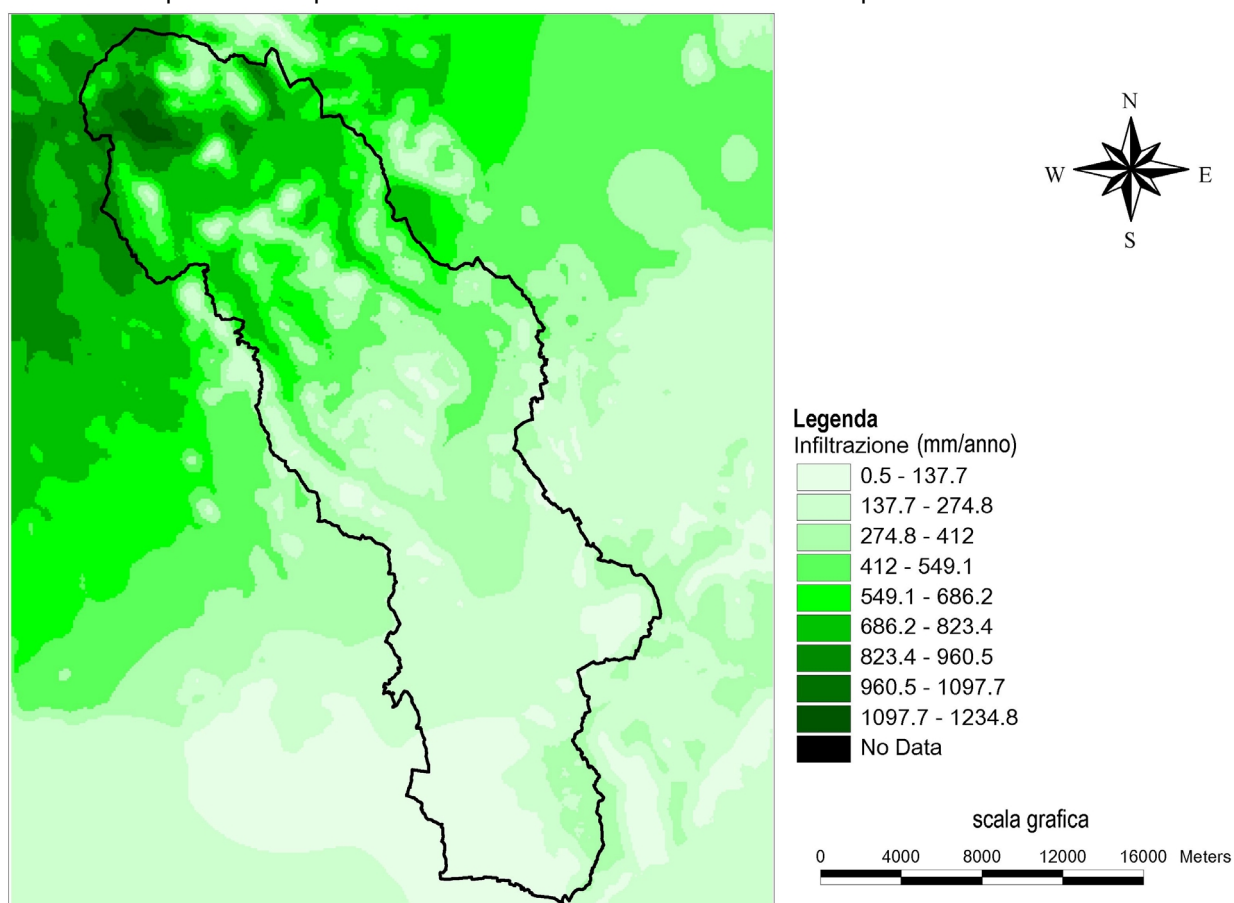 N
W E
S
Legenda
Infiltrazione (mm/anno)
0.5 - 137.7
137.7 - 274.8
274.8 - 412
412 - 549.1
549.1 - 686.2
686.2 - 823.4
823.4 - 960.5
960.5 - 1097.7
1097.7 - 1234.8
No Data
scala grafica
0 4000 8000 12000 16000 Meters